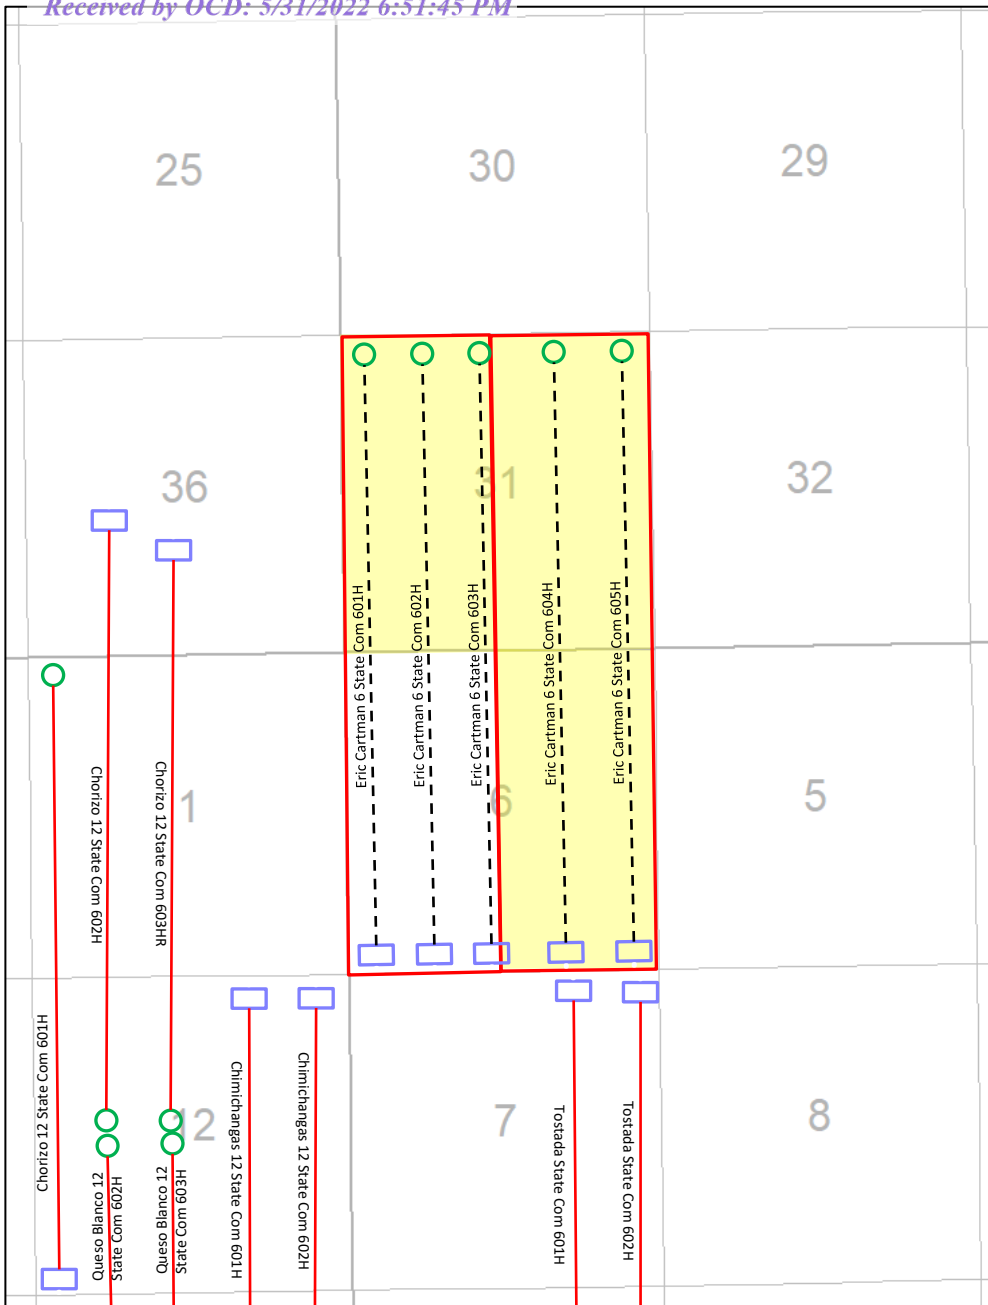 Received by OCD: 5/31/2022 6:51:45 PM
25
30
29
36
31
32
Eric Cartman 6 State Com 601H
Eric Cartman 6 State Com 602H
Eric Cartman 6 State Com 603H
Eric Cartman 6 State Com 604H
Eric Cartman 6 State Com 605H
Chorizo 12 State Com 602H
Chorizo 12 State Com 603HR
1
6
5
Chorizo 12 State Com 601H
12
7
8
Queso Blanco 12
State Com 602H
Queso Blanco 12
State Com 603H
Chimichangas 12 State Com 601H
Chimichangas 12 State Com 602H
Tostada State Com 601H
Tostada State Com 602H